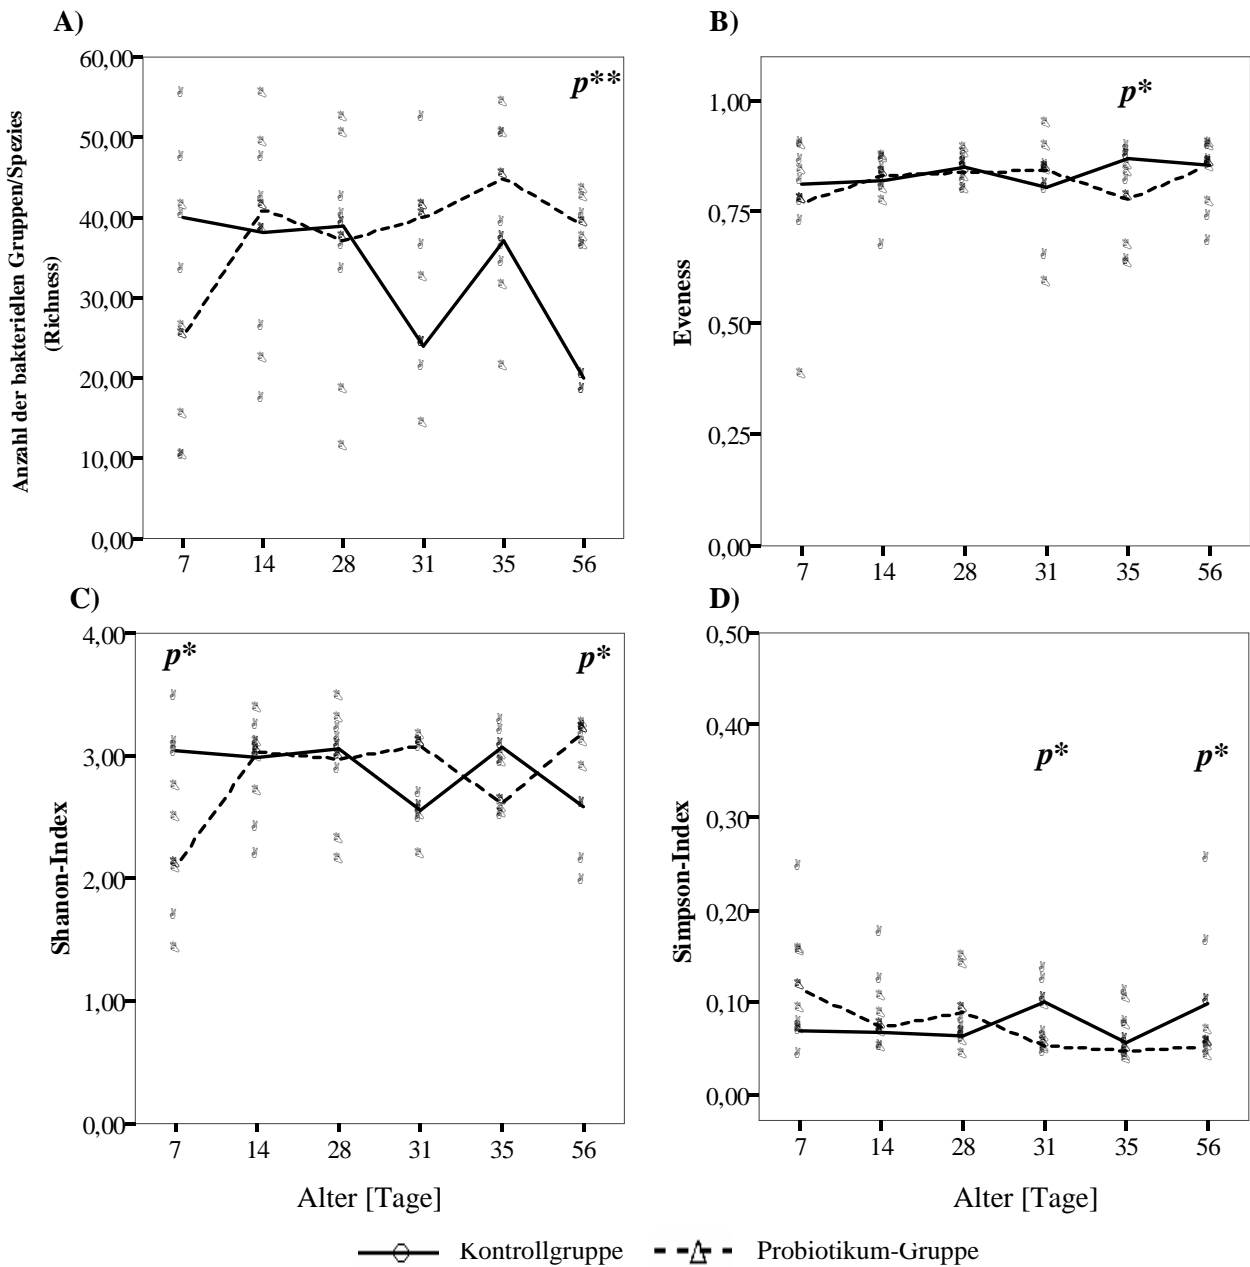 A)
60,00
50,00
40,00
30,00
20,00
10,00
0,00
7 14 28 31 35 56
Anzahl der bakteriellen Gruppen/Spezies
(Richness)
p**
B)
1,00
0,75
0,50
0,25
0,00
7 14 28 31 35 56
Eveness
p*
C)
4,00
3,00
2,00
1,00
0,00
7 14 28 31 35 56
Shanon-Index
p* p*
Alter [Tage]
D)
0,50
0,40
0,30
0,20
0,10
0,00
7 14 28 31 35 56
Simpson-Index
p* p*
Alter [Tage]
Kontrollgruppe Probiotikum-Gruppe